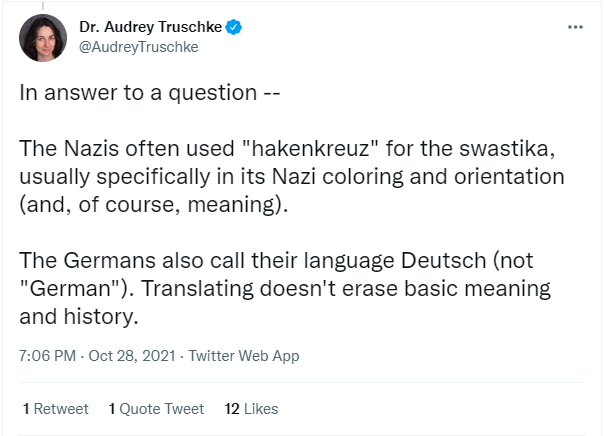 Dr. Audrey Truschke
@AudreyTruschke
In answer to a question --
The Nazis often used "hakenkreuz" for the swastika,
usually specifically in its Nazi coloring and orientation
(and, of course, meaning).
The Germans also call their language Deutsch (not
"German"). Translating doesn't erase basic meaning
and history.
7:06 PM · Oct 28, 2021 · Twitter Web App
1 Retweet 1 Quote Tweet 12 Likes